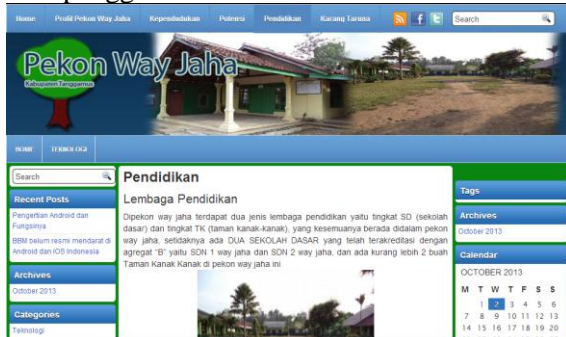 Home Profil Pekon Way Jaha Kependudukan Potensi Pendidikan Karang Taruna Search
Pekon Way Jaha
Kabupaten Tanggamus
HOME TEKNOLOGI
Search
Recent Posts
Pengertian Android dan
Fungsinya
BBM belum resmi mendarat di
Android dan iOS Indonesia
Archives
October 2013
Categories
Teknologi
Pendidikan
Lembaga Pendidikan
Dipekon way jaha terdapat dua jenis lembaga pendidikan yaitu tingkat SD (sekolah
dasar) dan tingkat TK (taman kanak-kanak), yang kesemuanya berada didalam pekon
way jaha, setidaknya ada DUA SEKOLAH DASAR yang telah terakreditasi dengan
agregat "B" yaitu SDN 1 way jaha dan SDN 2 way jaha, dan ada kurang lebih 2 buah
Taman Kanak Kanak di pekon way jaha ini
Tags
Archives
October 2013
Calendar
OCTOBER 2013
M T W T F S S
1 2 3 4 5 6
7 8 9 10 11 12 13
14 15 16 17 18 19 20